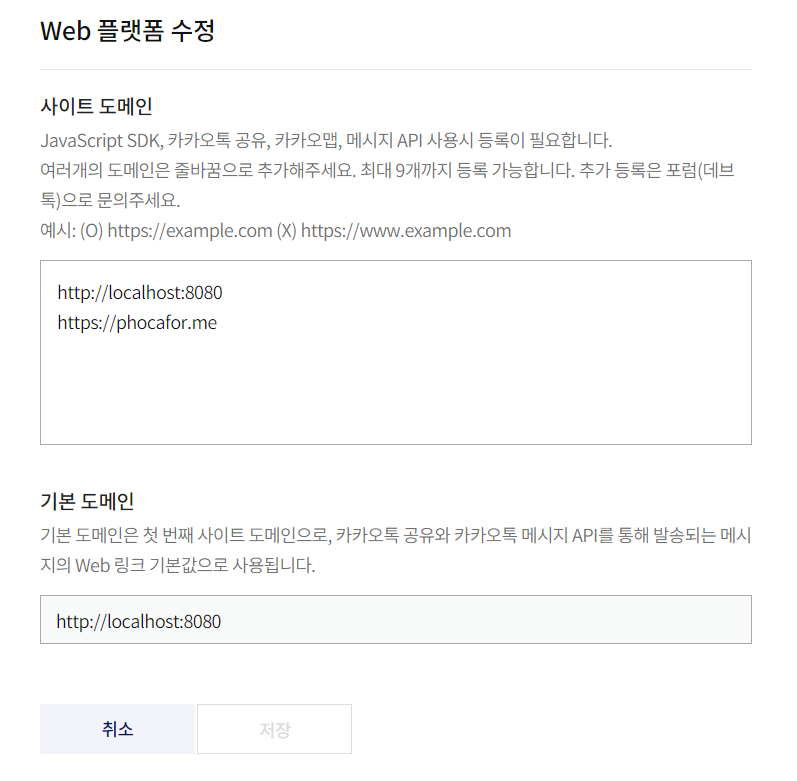 Web 플랫폼 수정
사이트 도메인
JavaScript SDK, 카카오톡 공유, 카카오맵, 메시지 API 사용시 등록이 필요합니다.
여러개의 도메인은 줄바꿈으로 추가해주세요. 최대 9개까지 등록 가능합니다. 추가 등록은 포럼(데브
톡)으로 문의주세요.
예시: (O) https://example.com (X) https://www.example.com
http://localhost:8080
https://phocafor.me
기본 도메인
기본 도메인은 첫 번째 사이트 도메인으로, 카카오톡 공유와 카카오톡 메시지 API를 통해 발송되는 메시
지의 Web 링크 기본값으로 사용됩니다.
http://localhost:8080
취소
저장